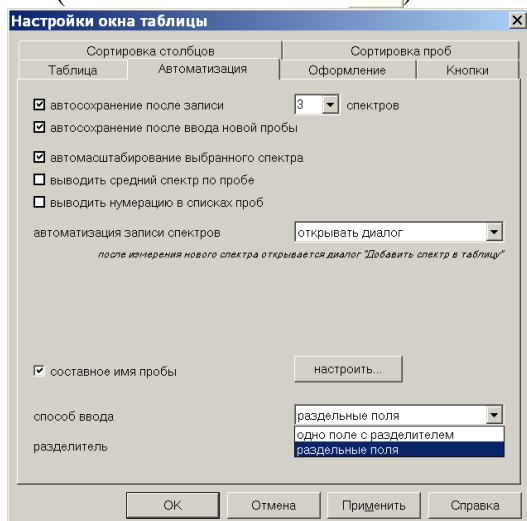 Настройки окна таблицы
Сортировка столбцов Сортировка проб
Таблица Автоматизация Оформление Кнопки
автосохранение после записи 3 спектров
автосохранение после ввода новой пробы
автомасштабирование выбранного спектра
выводить средний спектр по пробе
выводить нумерацию в списках проб
автоматизация записи спектров открывать диалог
после измерения нового спектра открывается диалог "Добавить спектр в таблицу"
составное имя пробы настроить...
способ ввода раздельные поля
одно поле с разделителем
разделитель раздельные поля
OK Отмена Применить Справка